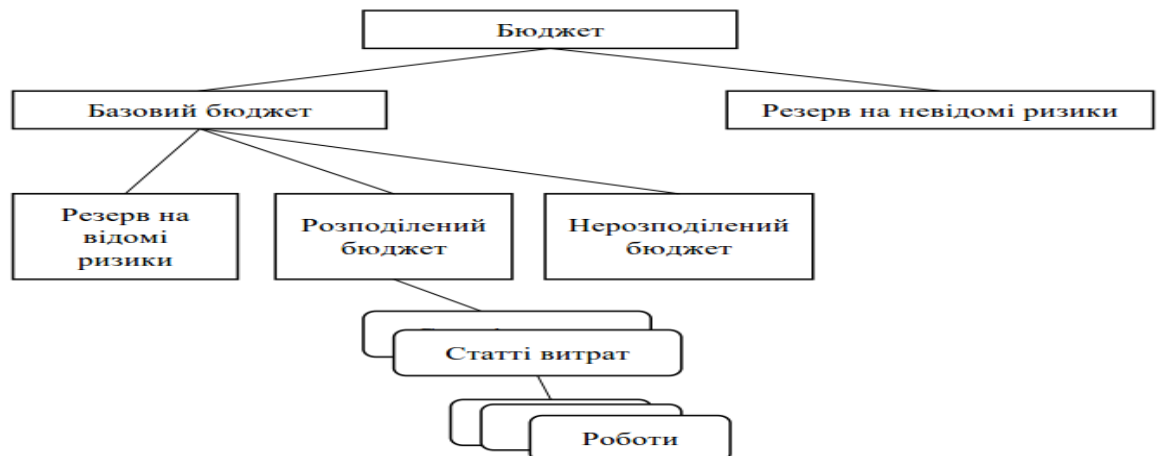 Бюджет
Базовий бюджет
Резерв на невідомі ризики
Резерв на
відомі
ризики
Розподілений
бюджет
Нерозподілений
бюджет
Статті витрат
Роботи